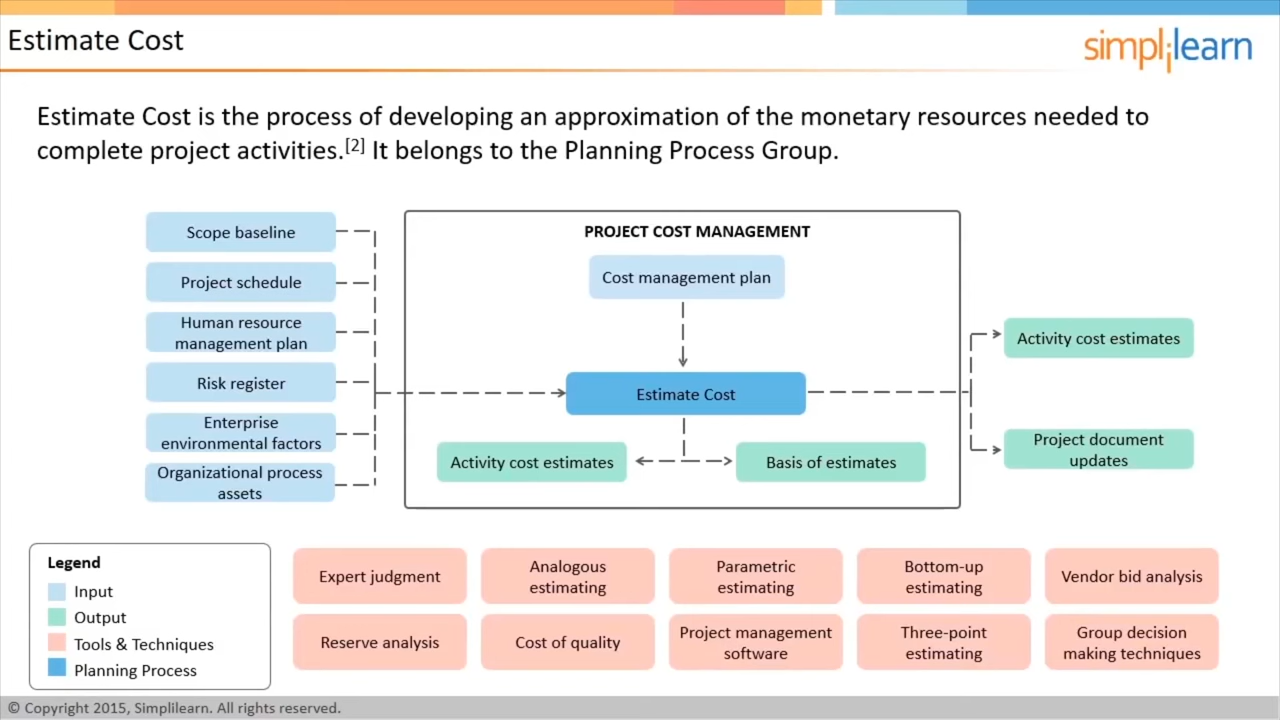 Estimate Cost
simplilearn
Estimate Cost is the process of developing an approximation of the monetary resources needed to
complete project activities.[2] It belongs to the Planning Process Group.
Scope baseline
Project schedule
Human resource
management plan
Risk register
Enterprise
environmental factors
Organizational process
assets
PROJECT COST MANAGEMENT
Cost management plan
Estimate Cost
Activity cost estimates
Basis of estimates
Activity cost estimates
Project document
updates
Legend
Input
Output
Tools & Techniques
Planning Process
Expert judgment
Analogous
estimating
Parametric
estimating
Bottom-up
estimating
Vendor bid analysis
Reserve analysis
Cost of quality
Project management
software
Three-point
estimating
Group decision
making techniques
© Copyright 2015, Simplilearn. All rights reserved.